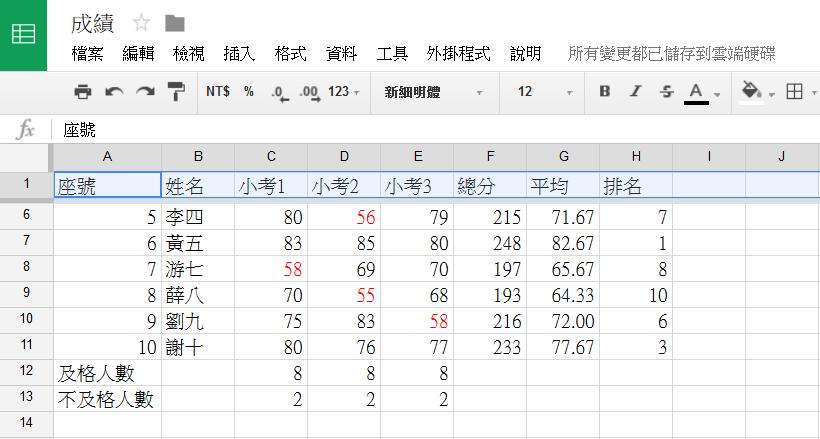 成績
檔案 編輯 檢視 插入 格式 資料 工具 外掛程式 說明 所有變更都已儲存到雲端硬碟
NT$ % .0 .00 123 新細明體 12 B I S A
fx 座號
A B C D E F G H I J
1 座號 姓名 小考1 小考2 小考3 總分 平均 排名
6 5 李四 80 56 79 215 71.67 7
7 6 黃五 83 85 80 248 82.67 1
8 7 游七 58 69 70 197 65.67 8
9 8 薛八 70 55 68 193 64.33 10
10 9 劉九 75 83 58 216 72.00 6
11 10 謝十 80 76 77 233 77.67 3
12 及格人數 8 8 8
13 不及格人數 2 2 2
14